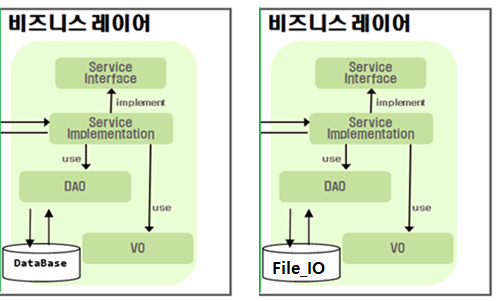 비즈니스 레이어
Service
Interface
implement
Service
Implementation
use
DAO
use
DataBase
VO
비즈니스 레이어
Service
Interface
implement
Service
Implementation
use
DAO
use
File_IO
VO